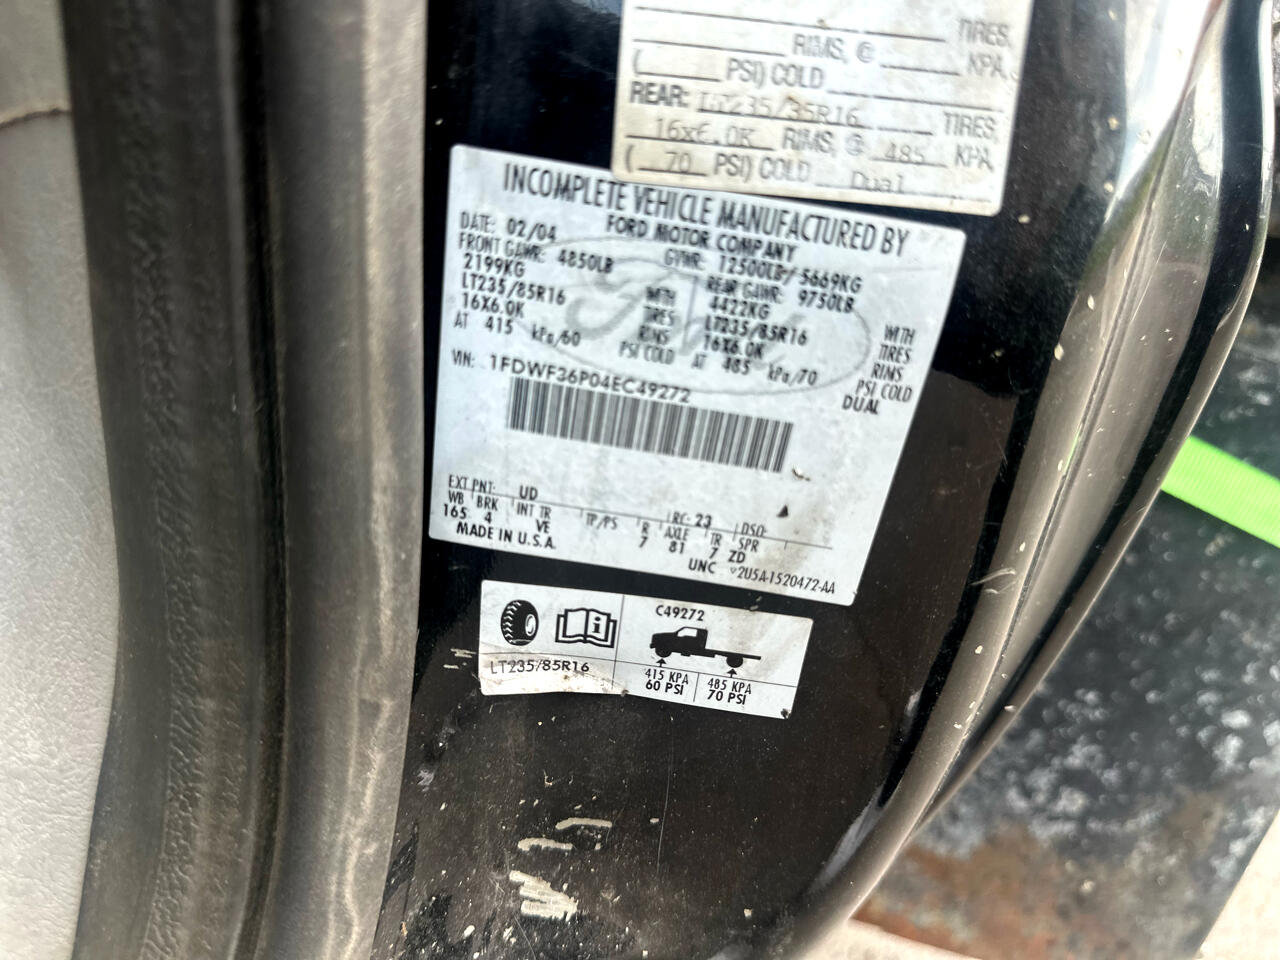 TIRES,
RIMS, @ KPA
( PSI) COLD
REAR: LT235/85R16 TIRES,
16x6.0K RIMS, @ 485 KPA
( 70 PSI) COLD Dual
INCOMPLETE VEHICLE MANUFACTURED BY
FORD MOTOR COMPANY
DATE: 02/04 GVWR: 12500LB/ 5669KG
FRONT GAWR: 4850LB REAR GAWR: 9750LB
2199KG 4422KG
LT235/85R16 WITH TIRES LT235/85R16 WITH TIRES
16X6.0K RIMS 16X6.0K RIMS
AT 415 kPa/60 PSI COLD AT 485 kPa/70 PSI COLD
DUAL
VIN: 1FDWF36P04EC49272
EXT PNT: UD RC: 23 DSO:
WB BRK INT TR TP/PS R AXLE TR SPR
165 4 VE 7 81 7 ZD
MADE IN U.S.A. UNC 2U5A-1520472-AA
C49272
LT235/85R16
415 KPA 485 KPA
60 PSI 70 PSI